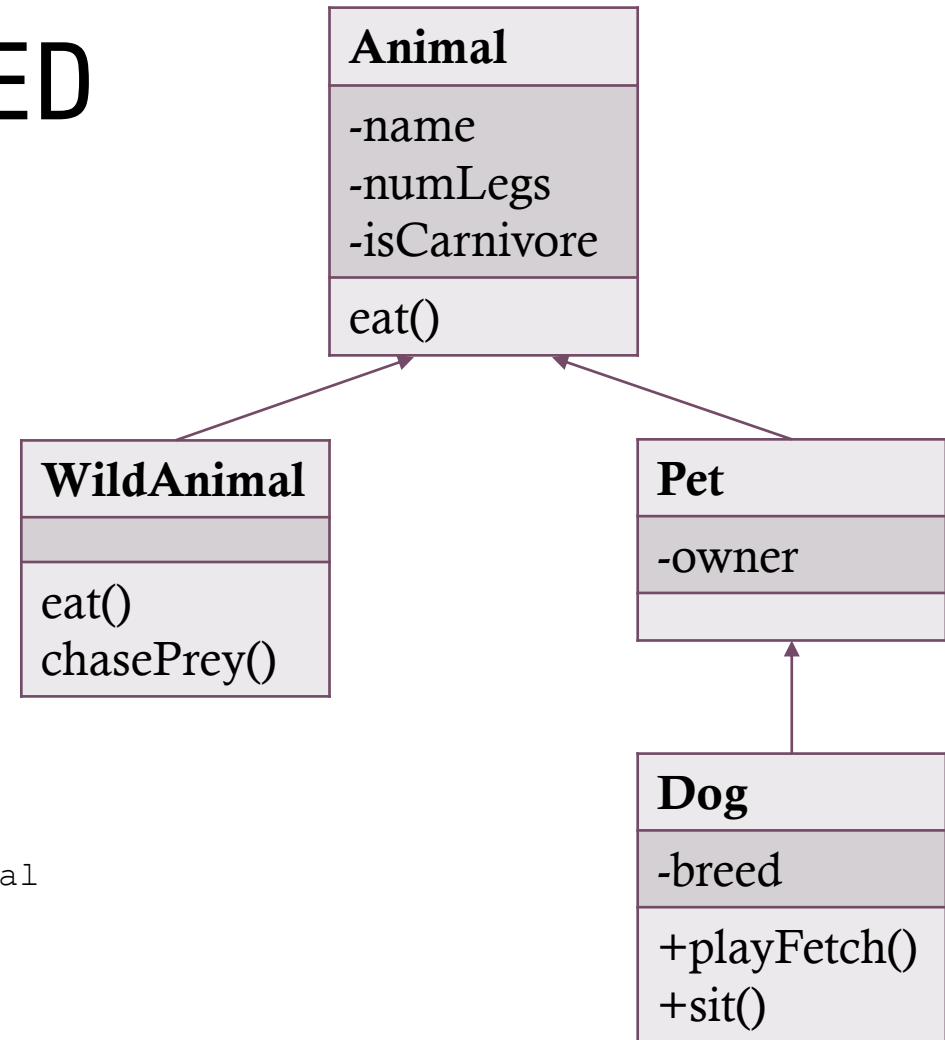 ED
Animal
-name
-numLegs
-isCarnivore
eat()
WildAnimal
eat()
chasePrey()
Pet
-owner
al
Dog
-breed
+playFetch()
+sit()